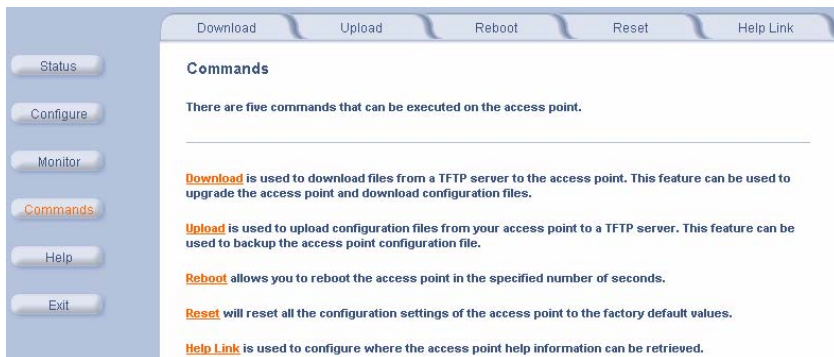 Download Upload Reboot Reset Help Link
Status
Configure
Monitor
Commands
Help
Exit
Commands
There are five commands that can be executed on the access point.
Download is used to download files from a TFTP server to the access point. This feature can be used to
upgrade the access point and download configuration files.
Upload is used to upload configuration files from your access point to a TFTP server. This feature can be
used to backup the access point configuration file.
Reboot allows you to reboot the access point in the specified number of seconds.
Reset will reset all the configuration settings of the access point to the factory default values.
Help Link is used to configure where the access point help information can be retrieved.